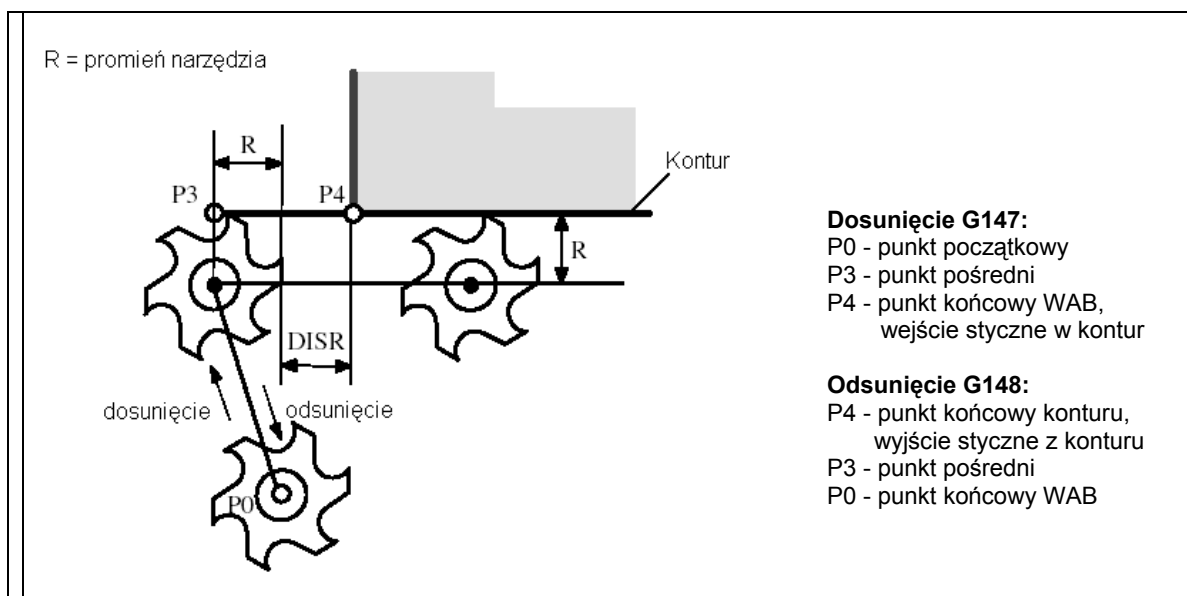 R = promień narzędzia
R
P3
P4
Kontur
R
DISR
dosunięcie
odsunięcie
P0
Dosunięcie G147:
P0 - punkt początkowy
P3 - punkt pośredni
P4 - punkt końcowy WAB,
wejście styczne w kontur
Odsunięcie G148:
P4 - punkt końcowy konturu,
wyjście styczne z konturu
P3 - punkt pośredni
P0 - punkt końcowy WAB